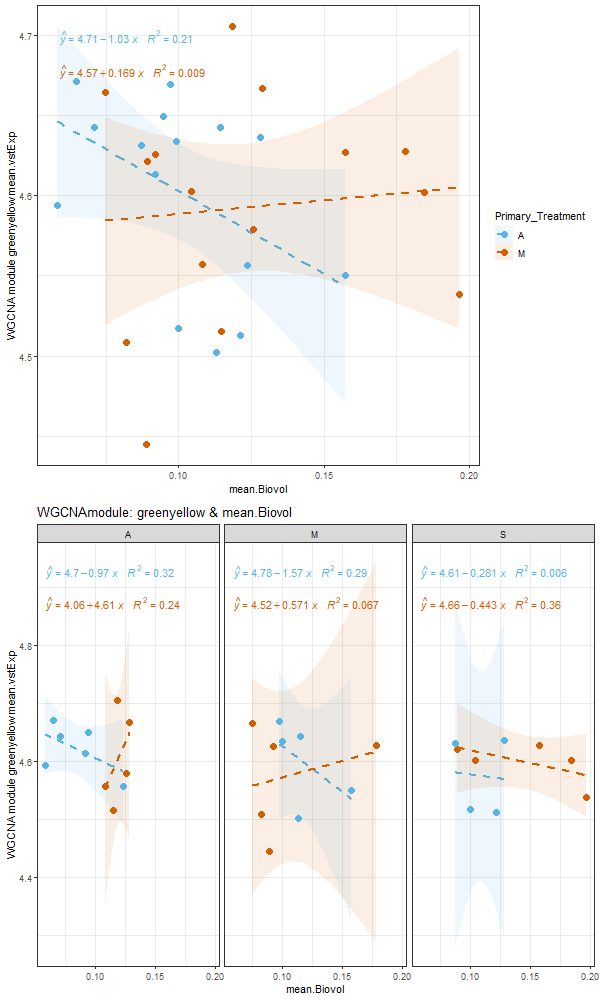 4.7
4.6
4.5
WGCNA module greenyellow mean.vstExp
ŷ = 4.71−1.03 x   R² = 0.21
ŷ = 4.57+0.169 x   R² = 0.009
0.10 0.15 0.20
mean.Biovol
Primary_Treatment
A
M
WGCNAmodule: greenyellow & mean.Biovol
A M S
ŷ = 4.7−0.97 x   R² = 0.32
ŷ = 4.06+4.61 x   R² = 0.24
ŷ = 4.78−1.57 x   R² = 0.29
ŷ = 4.52+0.571 x   R² = 0.067
ŷ = 4.61−0.281 x   R² = 0.006
ŷ = 4.66−0.443 x   R² = 0.36
4.8
4.6
4.4
WGCNA module greenyellow mean.vstExp
0.10 0.15 0.20 0.10 0.15 0.20 0.10 0.15 0.20
mean.Biovol